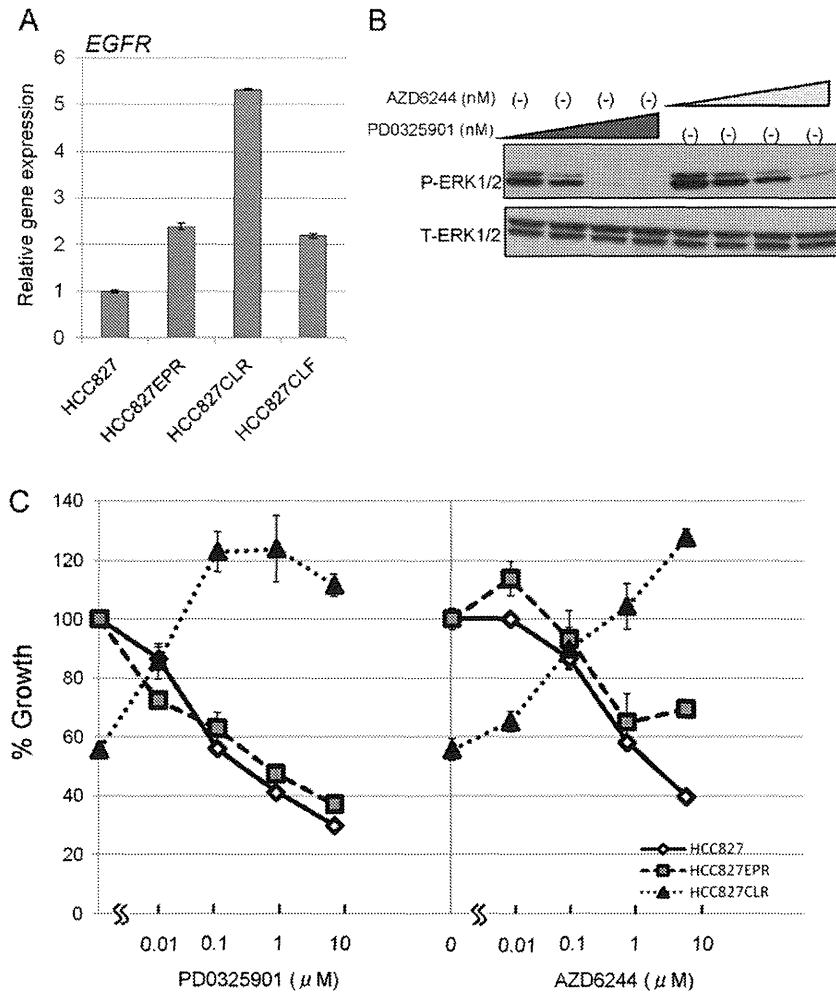 A
EGFR
Relative gene expression
6
5
4
3
2
1
0
HCC827
HCC827EPR
HCC827CLR
HCC827CLF
B
AZD6244 (nM) (-) (-) (-) (-)
PD0325901 (nM) (-) (-) (-) (-)
P-ERK1/2
T-ERK1/2
C
% Growth
140
120
100
80
60
40
20
0
0.01 0.1 1 10
PD0325901 (μM)
0 0.01 0.1 1 10
AZD6244 (μM)
HCC827
HCC827EPR
HCC827CLR